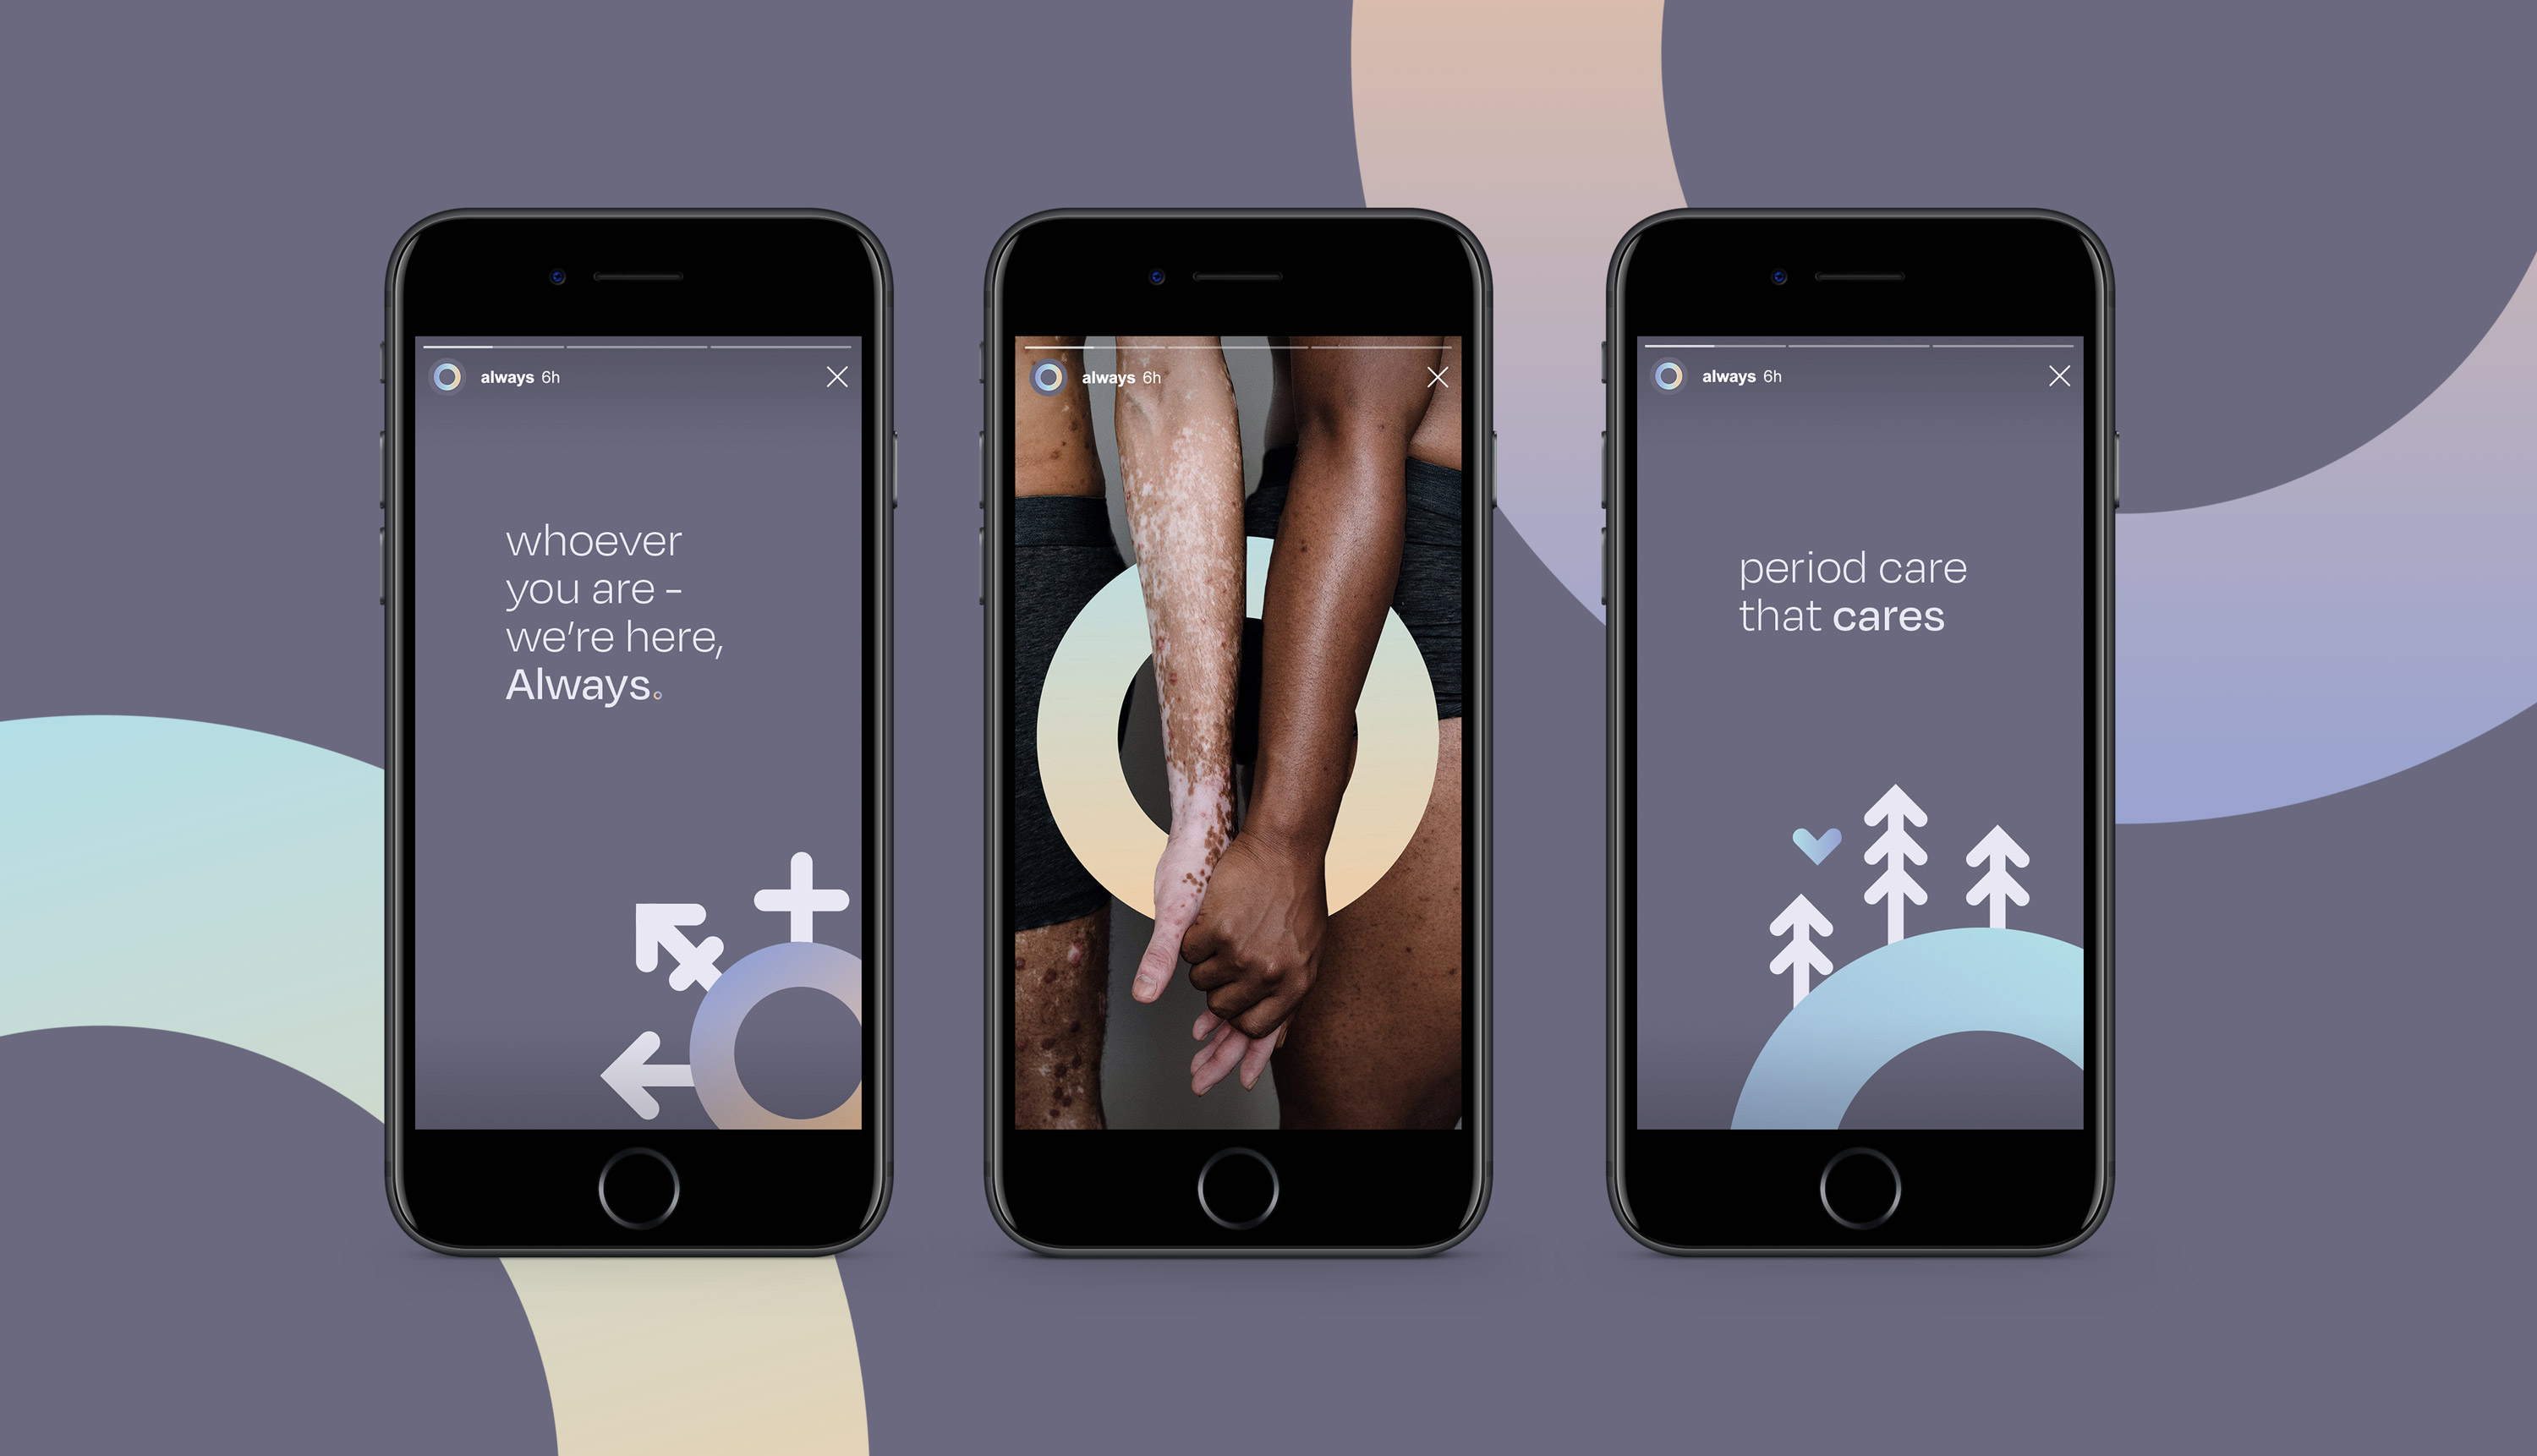 always 6h
whoever
you are –
we're here,
Always.
always 6h
always 6h
period care
that cares